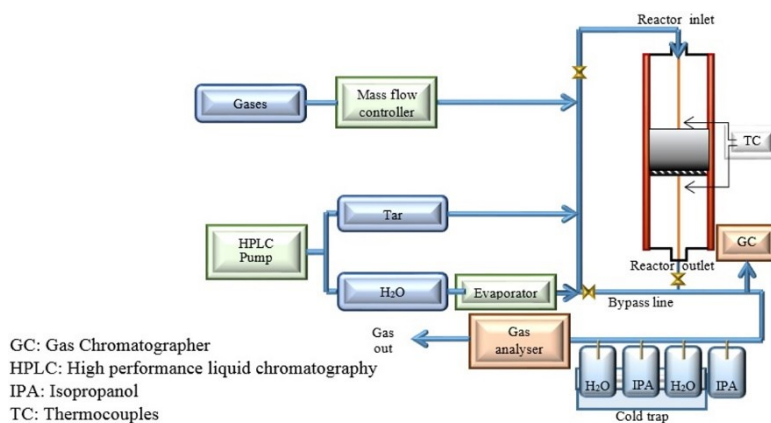 Reactor inlet
Gases
Mass flow
controller
TC
Tar
HPLC
Pump
GC
Reactor outlet
H₂O
Evaporator
Bypass line
Gas
out
Gas
analyser
H₂O
IPA
H₂O
IPA
Cold trap
GC: Gas Chromatographer
HPLC: High performance liquid chromatography
IPA: Isopropanol
TC: Thermocouples